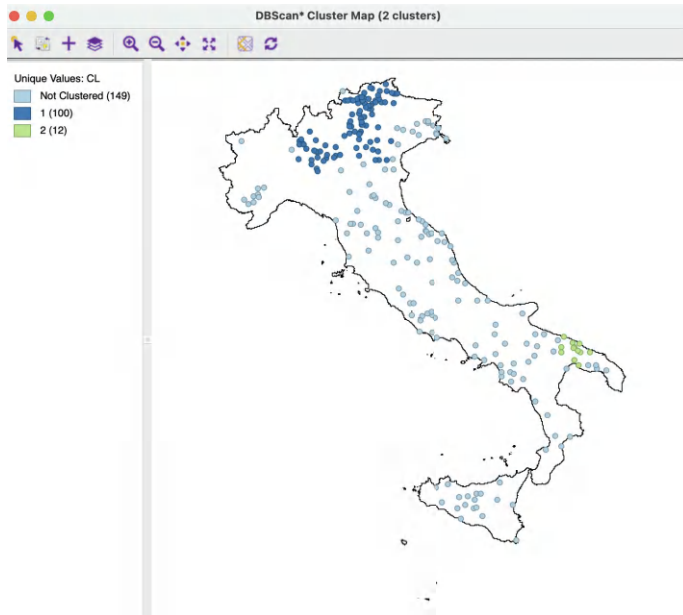 DBScan* Cluster Map (2 clusters)
Unique Values: CL
Not Clustered (149)
1 (100)
2 (12)